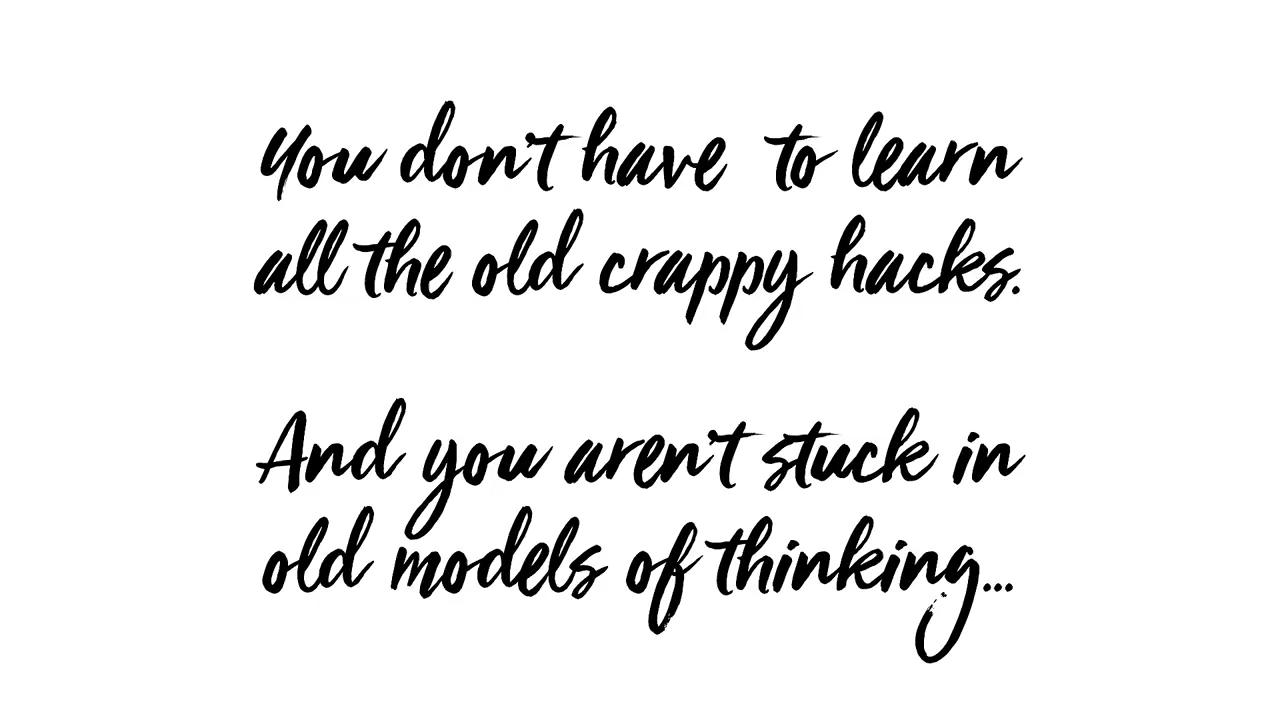 You don't have to learn
all the old crappy hacks.
And you aren't stuck in
old models of thinking...